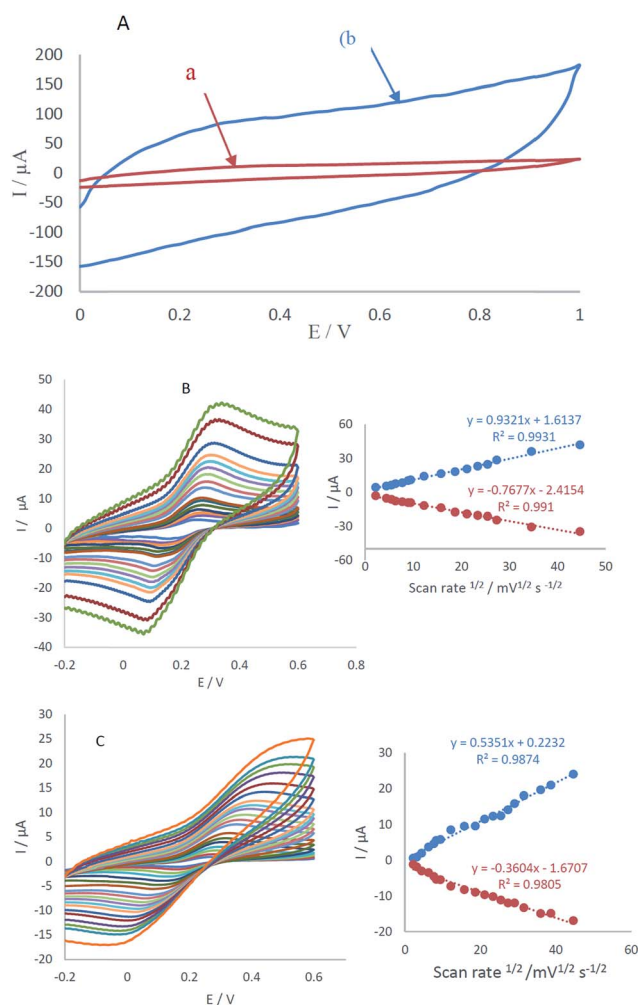 A
(b
a
200
150
100
50
0
-50
-100
-150
-200
I / µA
0 0.2 0.4 0.6 0.8 1
E / V
B
50
40
30
20
10
0
-10
-20
-30
-40
I / µA
-0.2 0 0.2 0.4 0.6 0.8
E / V
y = 0.9321x + 1.6137
R² = 0.9931
60
30
0
-30
-60
I / µA
y = -0.7677x - 2.4154
R² = 0.991
0 10 20 30 40 50
Scan rate 1/2 / mV1/2 s -1/2
C
30
25
20
15
10
5
0
-5
-10
-15
-20
I / µA
-0.2 0 0.2 0.4 0.6
E / V
y = 0.5351x + 0.2232
R² = 0.9874
30
20
10
0
-10
-20
I / µA
y = -0.3604x - 1.6707
R² = 0.9805
0 20 40 60
Scan rate 1/2 /mV1/2 s-1/2